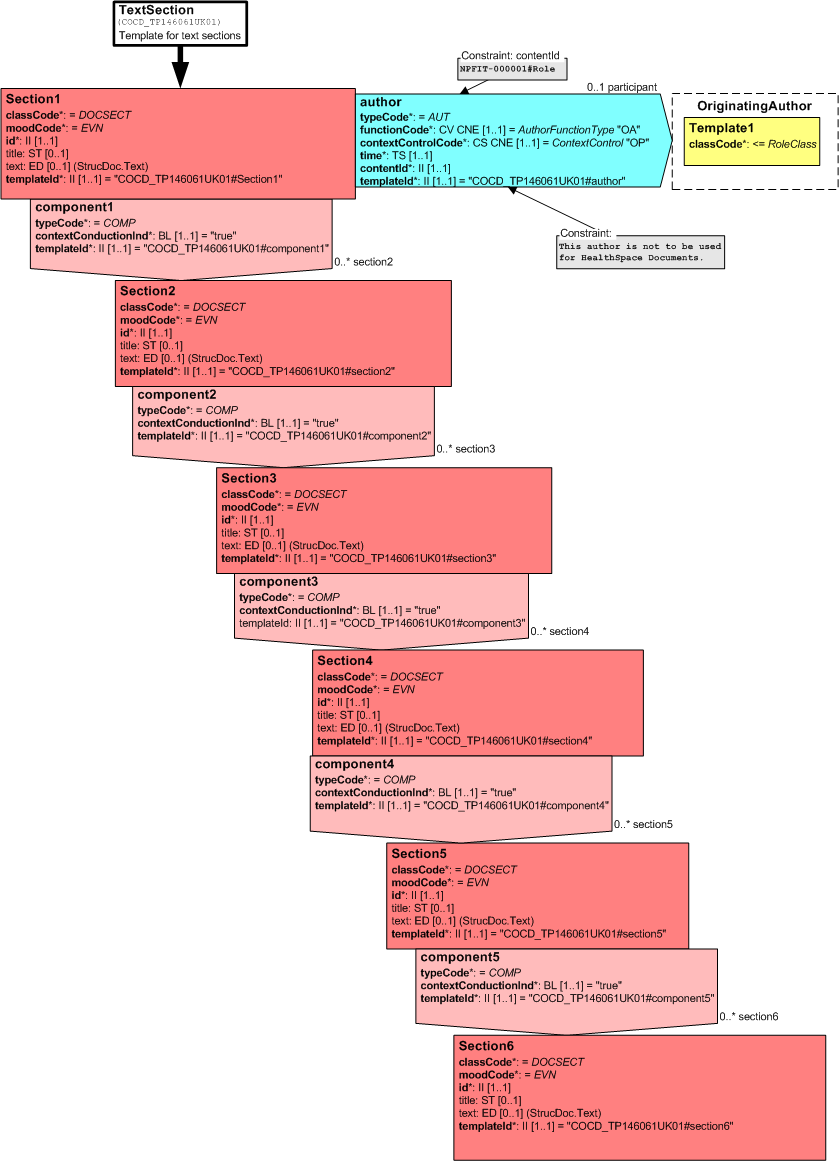 TextSection
(COCD_TP146061UK01)
Template for text sections
Constraint: contentId
NPFIT-000001#Role
0..1 participant
Section1
classCode*: = DOCSECT
moodCode*: = EVN
id*: II [1..1]
title: ST [0..1]
text: ED [0..1] (StrucDoc.Text)
templateId*: II [1..1] = "COCD_TP146061UK01#Section1"
author
typeCode*: = AUT
functionCode*: CV CNE [1..1] = AuthorFunctionType "OA"
contextControlCode*: CS CNE [1..1] = ContextControl "OP"
time*: TS [1..1]
contentId*: II [1..1]
templateId*: II [1..1] = "COCD_TP146061UK01#author"
OriginatingAuthor
Template1
classCode*: <= RoleClass
Constraint:
This author is not to be used
for HealthSpace Documents.
component1
typeCode*: = COMP
contextConductionInd*: BL [1..1] = "true"
templateId*: II [1..1] = "COCD_TP146061UK01#component1"
0..* section2
Section2
classCode*: = DOCSECT
moodCode*: = EVN
id*: II [1..1]
title: ST [0..1]
text: ED [0..1] (StrucDoc.Text)
templateId*: II [1..1] = "COCD_TP146061UK01#section2"
component2
typeCode*: = COMP
contextConductionInd*: BL [1..1] = "true"
templateId*: II [1..1] = "COCD_TP146061UK01#component2"
0..* section3
Section3
classCode*: = DOCSECT
moodCode*: = EVN
id*: II [1..1]
title: ST [0..1]
text: ED [0..1] (StrucDoc.Text)
templateId*: II [1..1] = "COCD_TP146061UK01#section3"
component3
typeCode*: = COMP
contextConductionInd*: BL [1..1] = "true"
templateId: II [1..1] = "COCD_TP146061UK01#component3"
0..* section4
Section4
classCode*: = DOCSECT
moodCode*: = EVN
id*: II [1..1]
title: ST [0..1]
text: ED [0..1] (StrucDoc.Text)
templateId*: II [1..1] = "COCD_TP146061UK01#section4"
component4
typeCode*: = COMP
contextConductionInd*: BL [1..1] = "true"
templateId*: II [1..1] = "COCD_TP146061UK01#component4"
0..* section5
Section5
classCode*: = DOCSECT
moodCode*: = EVN
id*: II [1..1]
title: ST [0..1]
text: ED [0..1] (StrucDoc.Text)
templateId*: II [1..1] = "COCD_TP146061UK01#section5"
component5
typeCode*: = COMP
contextConductionInd*: BL [1..1] = "true"
templateId*: II [1..1] = "COCD_TP146061UK01#component5"
0..* section6
Section6
classCode*: = DOCSECT
moodCode*: = EVN
id*: II [1..1]
title: ST [0..1]
text: ED [0..1] (StrucDoc.Text)
templateId*: II [1..1] = "COCD_TP146061UK01#section6"